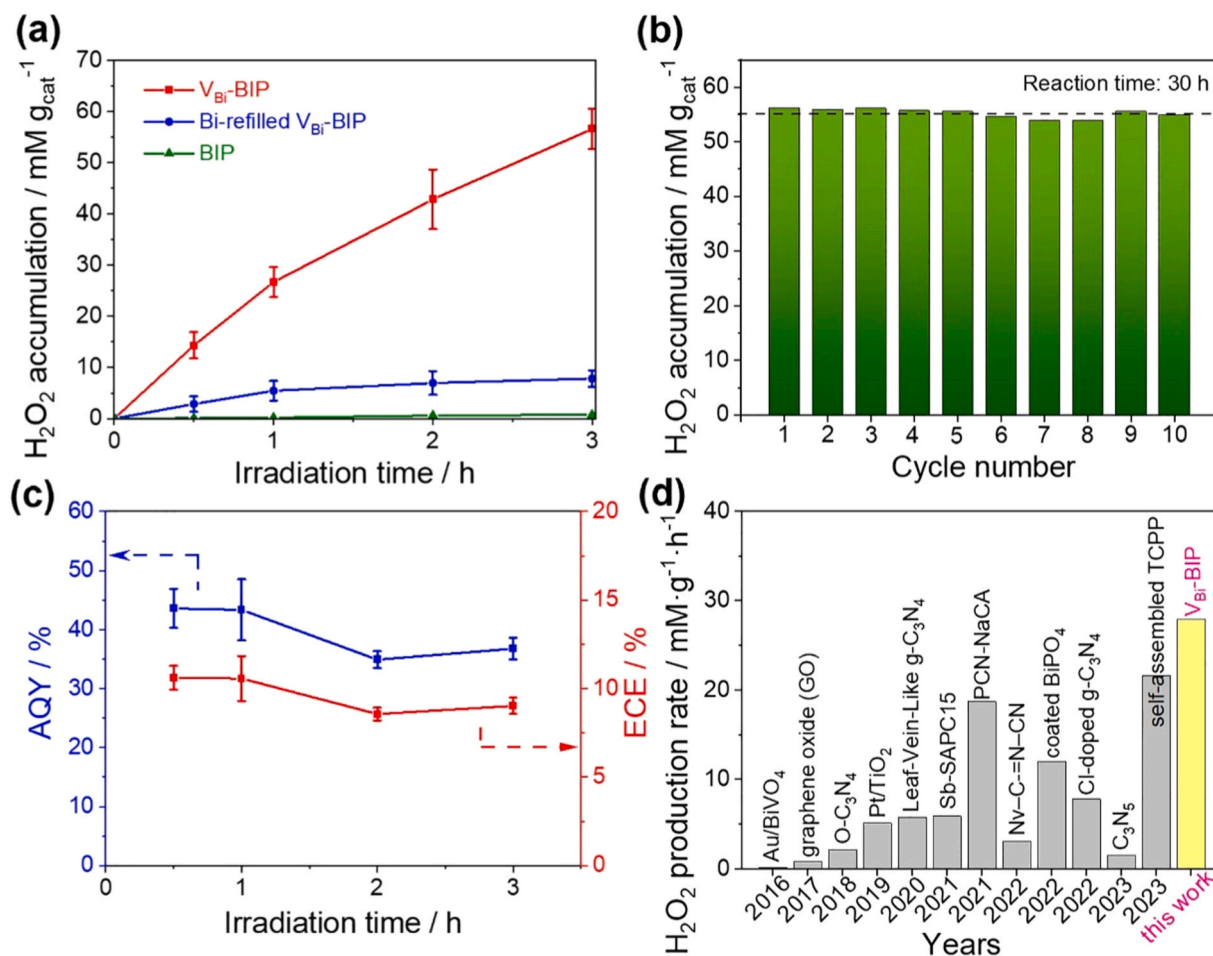 (a)
H₂O₂ accumulation / mM g_cat⁻¹
70
60
50
40
30
20
10
0
V_Bi-BIP
Bi-refilled V_Bi-BIP
BIP
0 1 2 3
Irradiation time / h
(b)
H₂O₂ accumulation / mM g_cat⁻¹
60
50
40
30
20
10
0
Reaction time: 30 h
1 2 3 4 5 6 7 8 9 10
Cycle number
(c)
AQY / %
60
50
40
30
20
10
0
20
15
10
5
0
ECE / %
0 1 2 3
Irradiation time / h
(d)
H₂O₂ production rate / mM·g⁻¹·h⁻¹
40
30
20
10
0
Au/BiVO₄
graphene oxide (GO)
O-C₃N₄
Pt/TiO₂
Leaf-Vein-Like g-C₃N₄
Sb-SAPC15
PCN-NaCA
Nv–C-=N–CN
coated BiPO₄
Cl-doped g-C₃N₄
C₃N₅
self-assembled TCPP
V_Bi-BIP
2016 2017 2018 2019 2020 2021 2021 2022 2022 2022 2023 2023 this work
Years